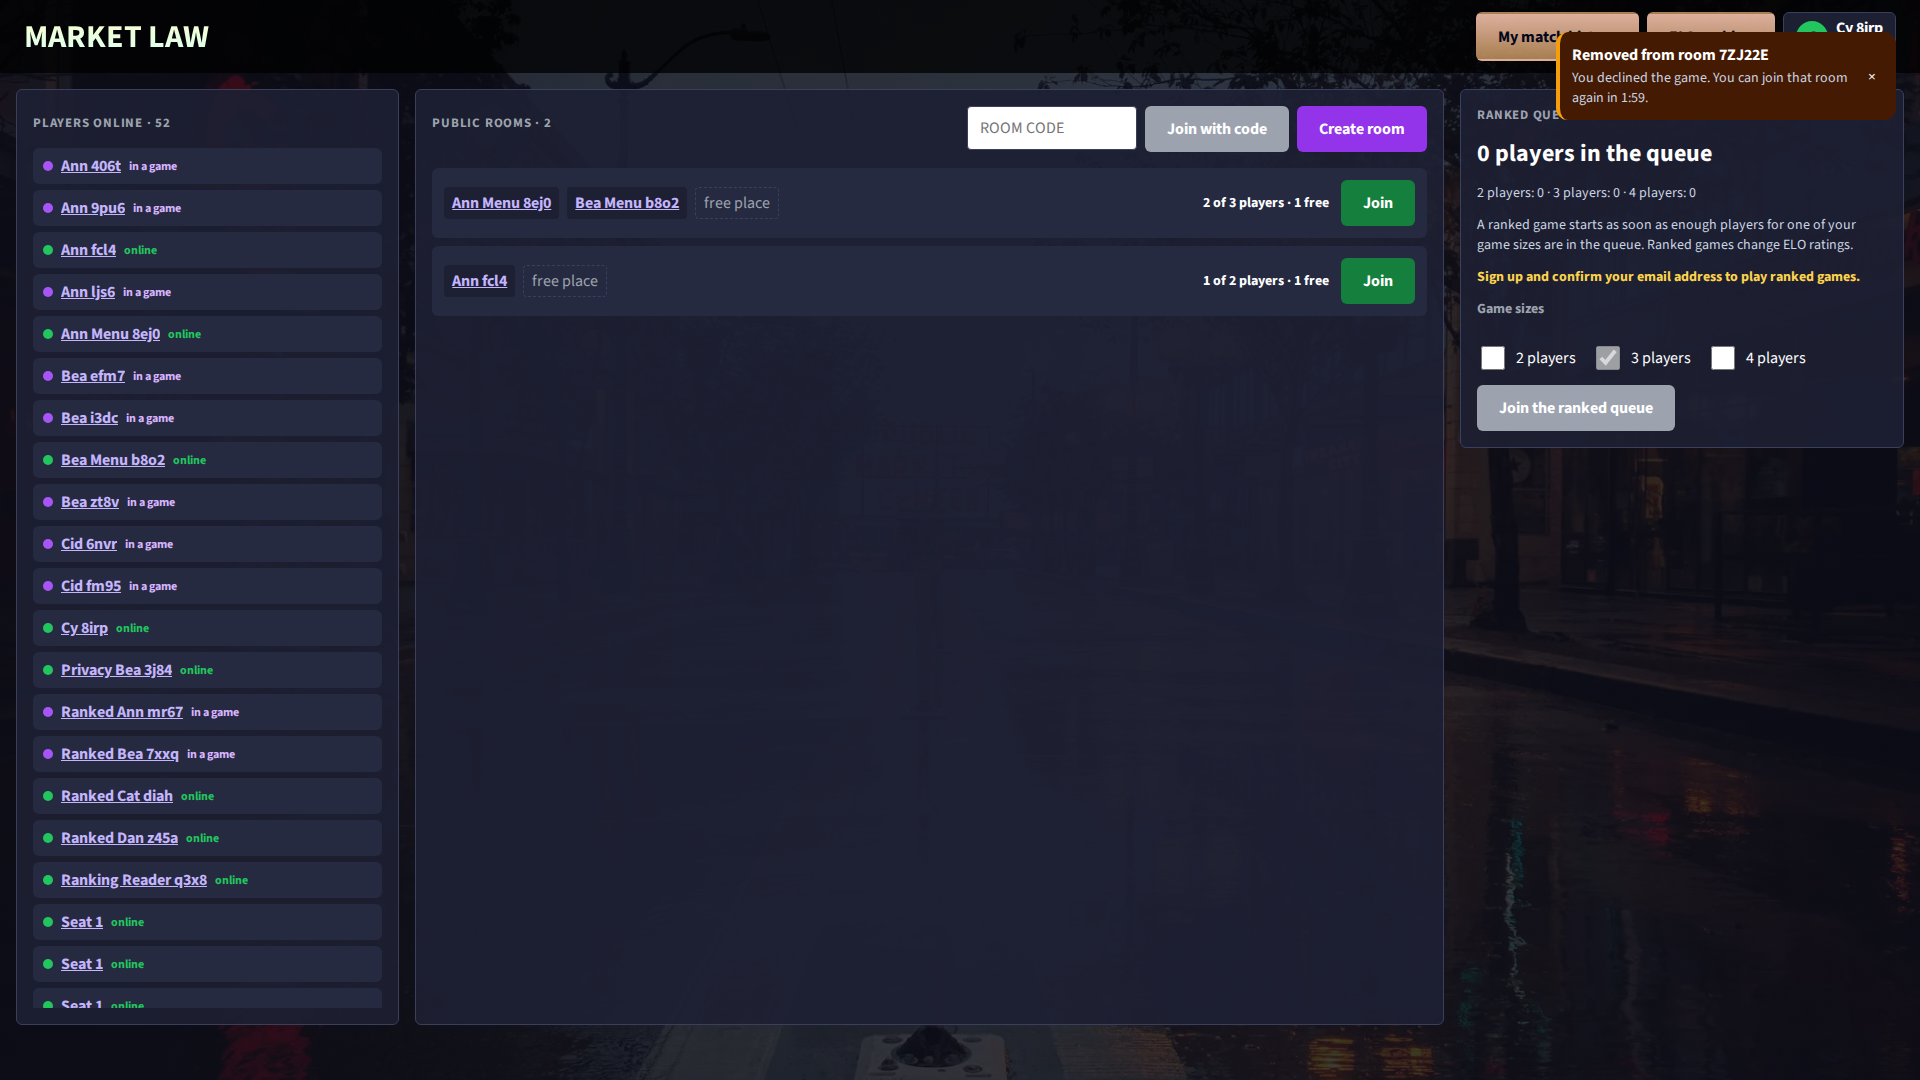 MARKET LAW
My match
Cy 8irp
Removed from room 7ZJ22E
You declined the game. You can join that room
again in 1:59.
×
PLAYERS ONLINE · 52
Ann 406t in a game
Ann 9pu6 in a game
Ann fcl4 online
Ann ljs6 in a game
Ann Menu 8ej0 online
Bea efm7 in a game
Bea i3dc in a game
Bea Menu b8o2 online
Bea zt8v in a game
Cid 6nvr in a game
Cid fm95 in a game
Cy 8irp online
Privacy Bea 3j84 online
Ranked Ann mr67 in a game
Ranked Bea 7xxq in a game
Ranked Cat diah online
Ranked Dan z45a online
Ranking Reader q3x8 online
Seat 1 online
Seat 1 online
Seat 1 online
PUBLIC ROOMS · 2
ROOM CODE
Join with code
Create room
Ann Menu 8ej0 Bea Menu b8o2 free place 2 of 3 players · 1 free Join
Ann fcl4 free place 1 of 2 players · 1 free Join
RANKED QUE
0 players in the queue
2 players: 0 · 3 players: 0 · 4 players: 0
A ranked game starts as soon as enough players for one of your
game sizes are in the queue. Ranked games change ELO ratings.
Sign up and confirm your email address to play ranked games.
Game sizes
2 players 3 players 4 players
Join the ranked queue